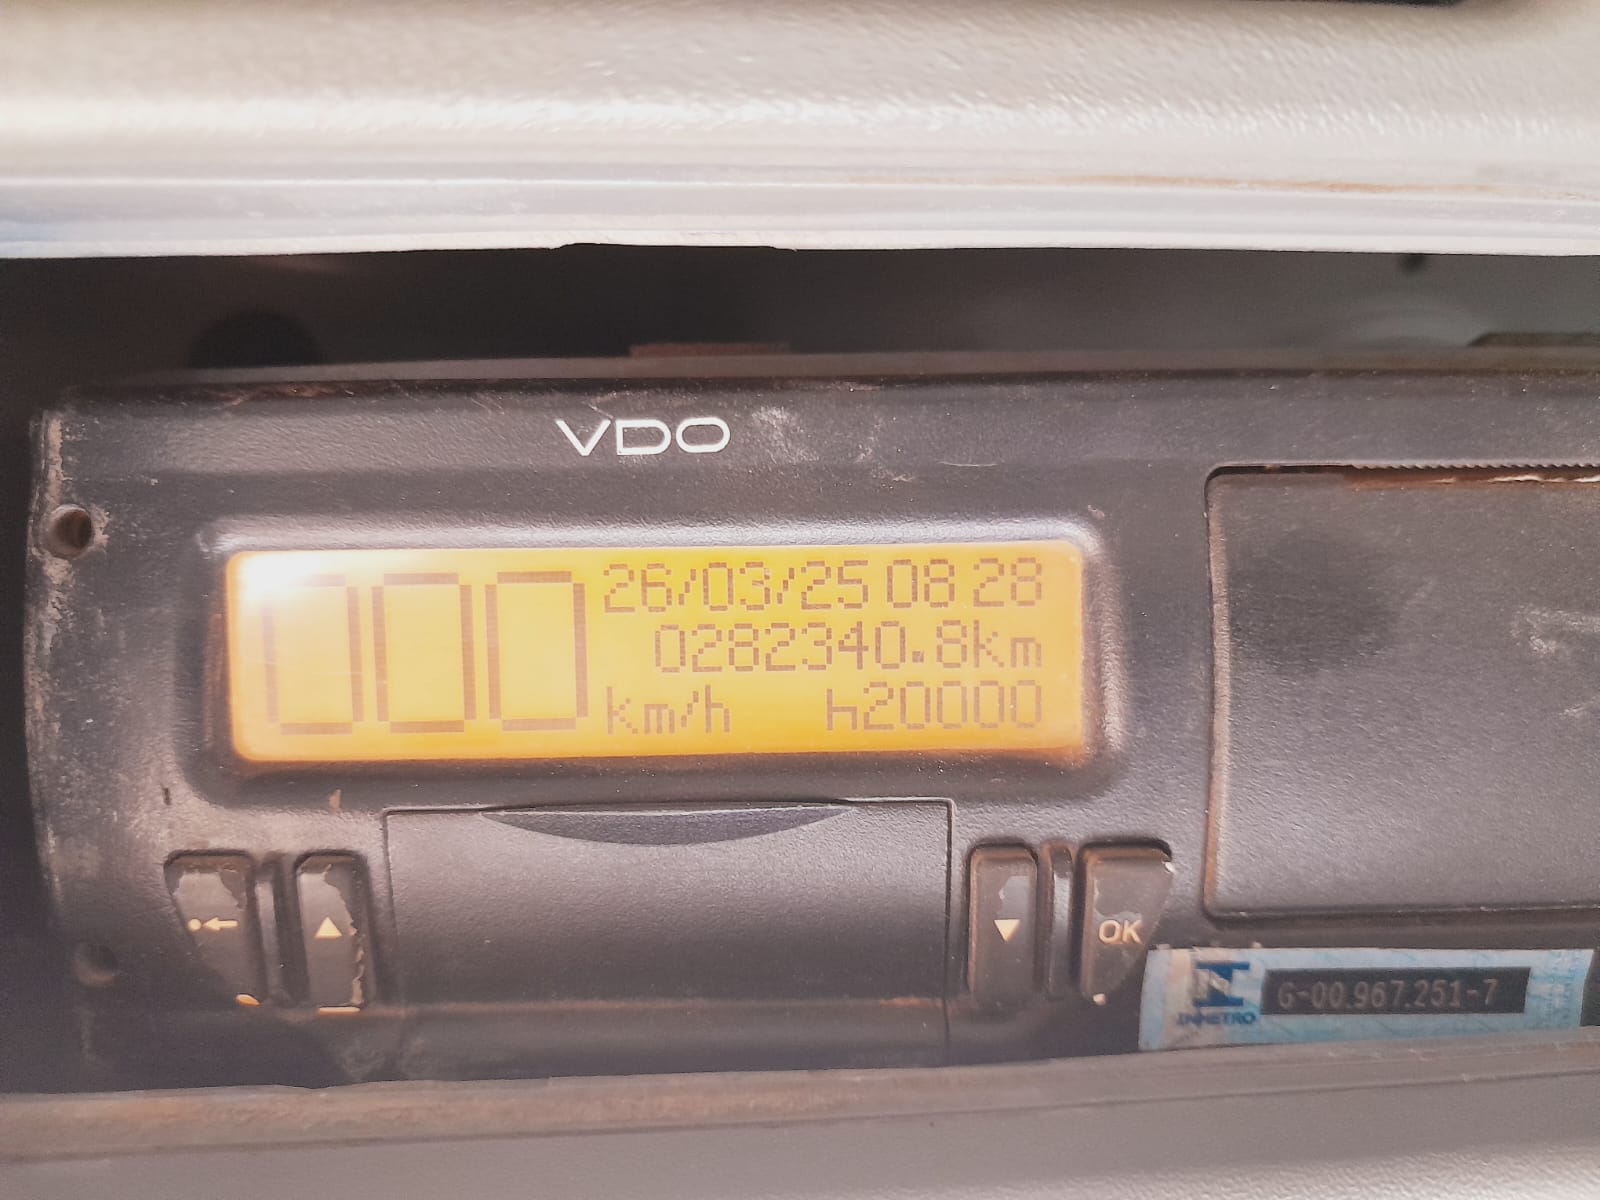 VDO
000
26/03/25 08 28
0282340.8km
km/h
h20000
OK
INMETRO
G-00.967.251-7